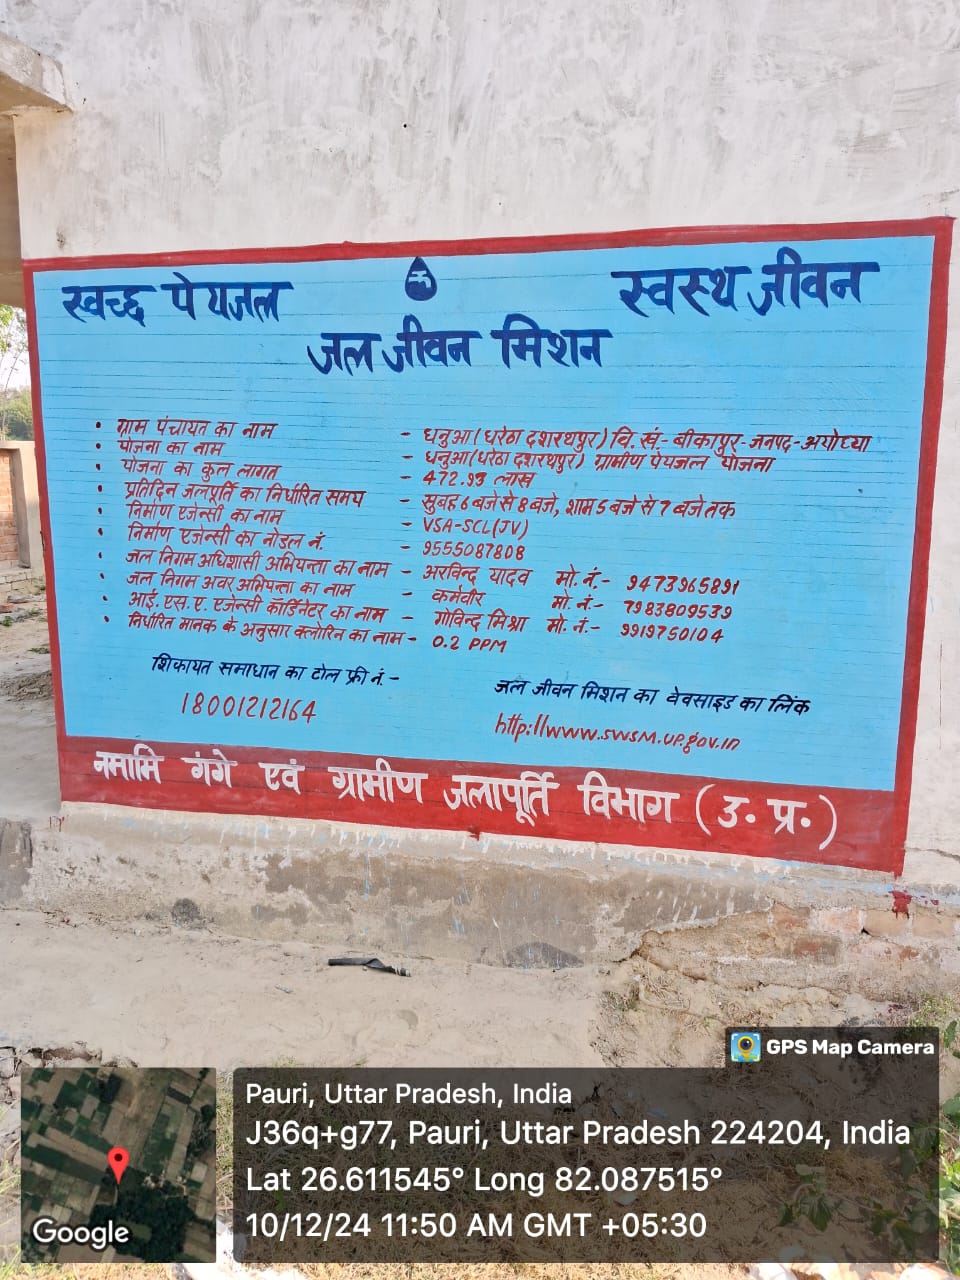 स्वच्छ पेयजल
स्वस्थ जीवन
जल जीवन मिशन
• ग्राम पंचायत का नाम - धनुआ (धरेठा दशरथपुर) वि. खं.- बीकापुर-जनपद-अयोध्या
• योजना का नाम - धनुआ (धरेठा दशरथपुर) ग्रामीण पेयजल योजना
• योजना का कुल लागत - 472.93 लाख
• प्रतिदिन जलपूर्ति का निर्धारित समय - सुबह 6 बजे से 8 बजे, शाम 5 बजे से 7 बजे तक
• निर्माण एजेन्सी का नाम - VSA-SCL(JV)
• निर्माण एजेन्सी का नोडल नं. - 9555087808
• जल निगम अधिशासी अभियन्ता का नाम - अरविन्द यादव मो. नं.- 9473965891
• जल निगम अवर अभियन्ता का नाम - कर्मवीर मो. नं.- 7983809539
• आई. एस. ए. एजेन्सी कोर्डिनेटर का नाम - गोविन्द मिश्रा मो. नं.- 9919750104
• निर्धारित मानक के अनुसार क्लोरिन का नाम - 0.2 PPM
शिकायत समाधान का टोल फ्री नं.-
18001212164
जल जीवन मिशन का वेवसाइड का लिंक
http://www.swsm.up.gov.in
नमामि गंगे एवं ग्रामीण जलापूर्ति विभाग (उ. प्र.)
GPS Map Camera
Pauri, Uttar Pradesh, India
J36q+g77, Pauri, Uttar Pradesh 224204, India
Lat 26.611545° Long 82.087515°
10/12/24 11:50 AM GMT +05:30
Google